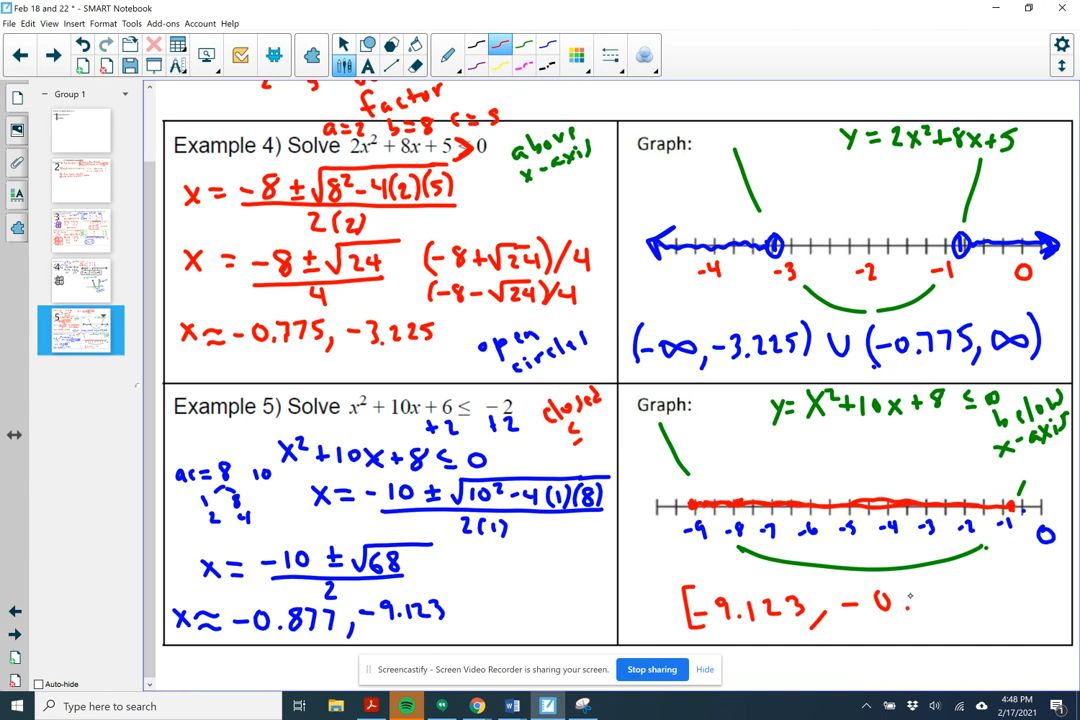 Feb 18 and 22 * - SMART Notebook
File Edit View Insert Format Tools Add-ons Account Help
Group 1
2
3
4
5
Auto-hide
factor
a=2 b=8 c=5
Example 4) Solve 2x² + 8x + 5 > 0
above
x-axis
x = -8 ± √8² - 4(2)(5)
2(2)
x = -8 ± √24
4
(-8+√24)/4
(-8-√24)/4
x ≈ -0.775, -3.225
open
circle!
Graph:
y = 2x²+8x+5
-4 -3 -2 -1 0
(-∞, -3.225) ∪ (-0.775, ∞)
Example 5) Solve x² + 10x + 6 ≤ -2
+2 +2
closed
≤
x² + 10x + 8 ≤ 0
ac = 8 10
1 8
2 4
x = -10 ± √10² - 4(1)(8)
2(1)
x = -10 ± √68
2
x ≈ -0.877, -9.123
Graph:
y = x²+10x+8 ≤ 0
below
x-axis
-9 -8 -7 -6 -5 -4 -3 -2 -1 0
[-9.123, -0.
Screencastify - Screen Video Recorder is sharing your screen.
Stop sharing
Hide
Type here to search
4:48 PM
2/17/2021